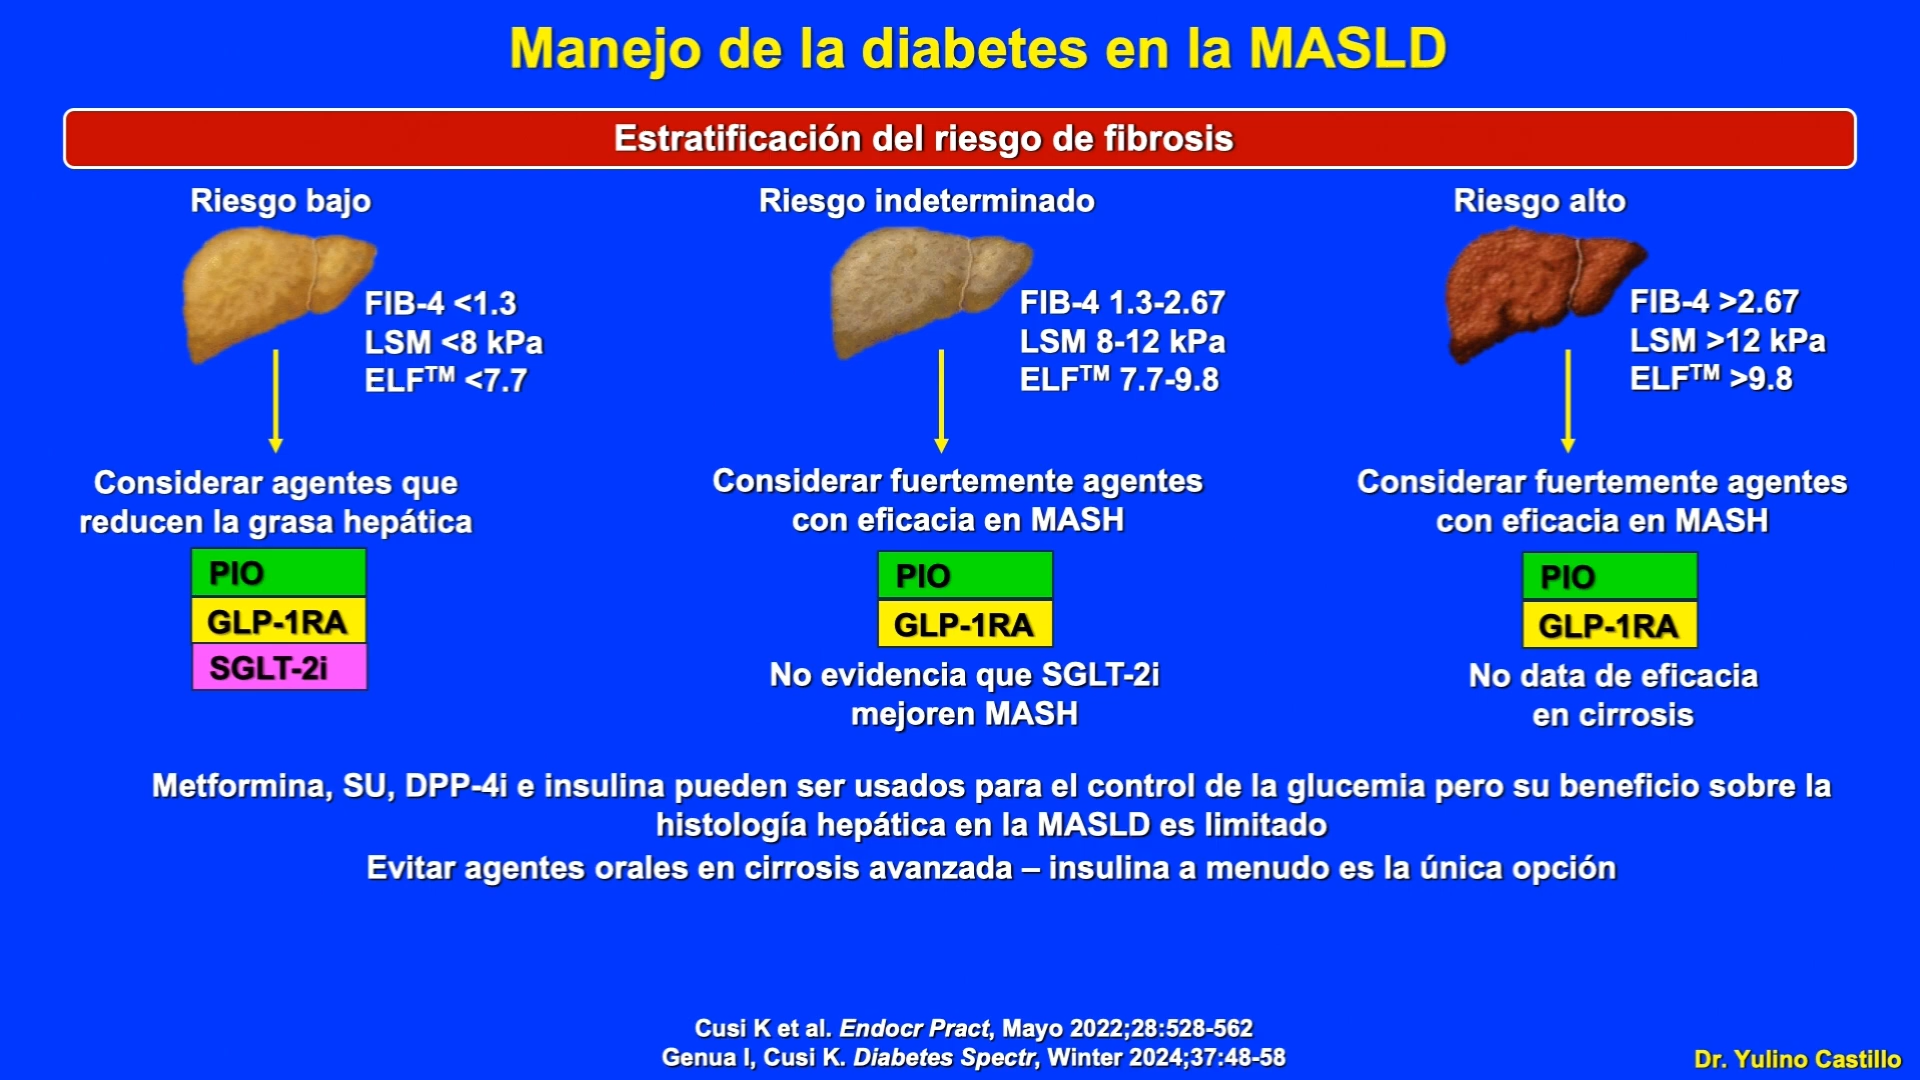 Manejo de la diabetes en la MASLD
Estratificación del riesgo de fibrosis
Riesgo bajo
FIB-4 <1.3
LSM <8 kPa
ELF™ <7.7
Considerar agentes que
reducen la grasa hepática
PIO
GLP-1RA
SGLT-2i
Riesgo indeterminado
FIB-4 1.3-2.67
LSM 8-12 kPa
ELF™ 7.7-9.8
Considerar fuertemente agentes
con eficacia en MASH
PIO
GLP-1RA
No evidencia que SGLT-2i
mejoren MASH
Riesgo alto
FIB-4 >2.67
LSM >12 kPa
ELF™ >9.8
Considerar fuertemente agentes
con eficacia en MASH
PIO
GLP-1RA
No data de eficacia
en cirrosis
Metformina, SU, DPP-4i e insulina pueden ser usados para el control de la glucemia pero su beneficio sobre la
histología hepática en la MASLD es limitado
Evitar agentes orales en cirrosis avanzada – insulina a menudo es la única opción
Cusi K et al. Endocr Pract, Mayo 2022;28:528-562
Genua I, Cusi K. Diabetes Spectr, Winter 2024;37:48-58
Dr. Yulino Castillo